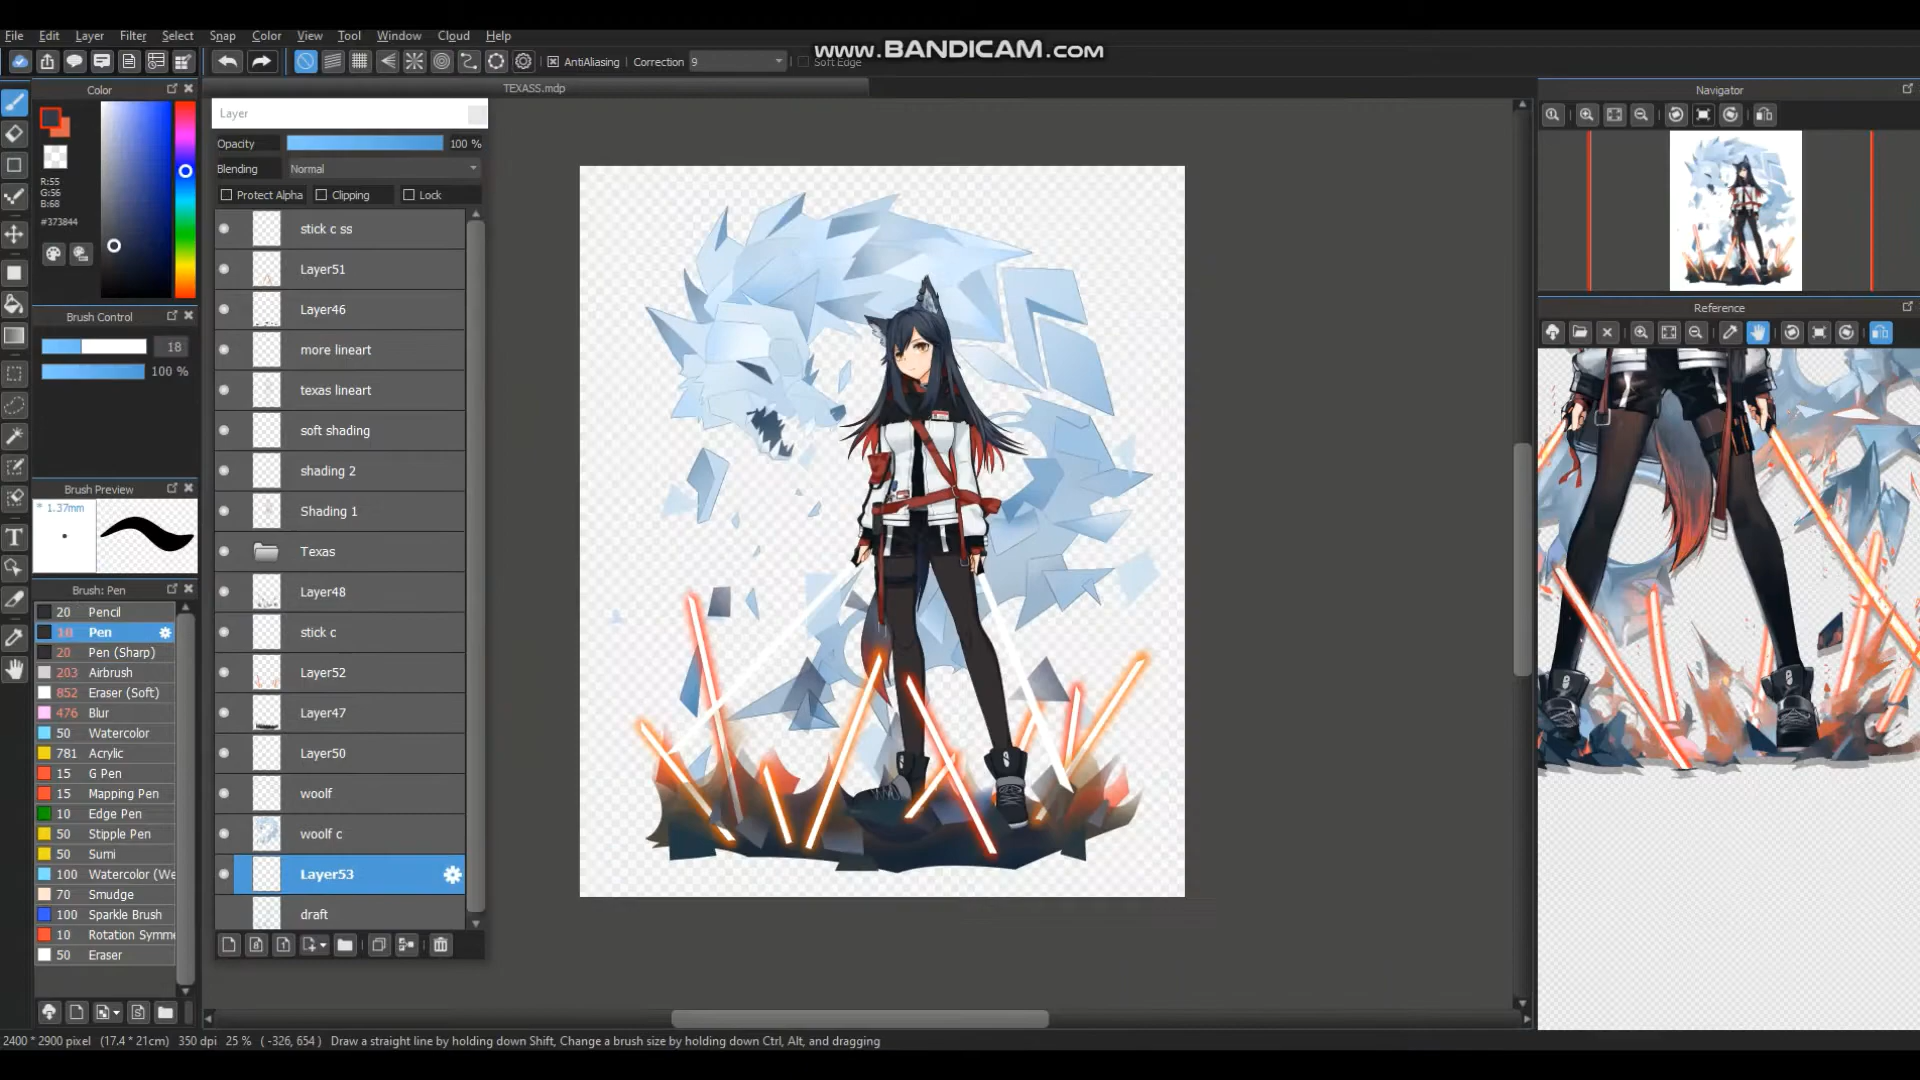 File Edit Layer Filter Select Snap Color View Tool Window Cloud Help
www.BANDICAM.com
AntiAliasing Correction 9 Soft Edge
TEXASS.mdp
Color
R:55
G:56
B:68
#373844
Brush Control
18
100 %
Brush Preview
* 1.37mm
Brush: Pen
20 Pencil
18 Pen
20 Pen (Sharp)
203 Airbrush
852 Eraser (Soft)
476 Blur
50 Watercolor
781 Acrylic
15 G Pen
15 Mapping Pen
10 Edge Pen
50 Stipple Pen
50 Sumi
100 Watercolor (We
70 Smudge
100 Sparkle Brush
10 Rotation Symme
50 Eraser
Layer
Opacity 100 %
Blending Normal
Protect Alpha Clipping Lock
stick c ss
Layer51
Layer46
more lineart
texas lineart
soft shading
shading 2
Shading 1
Texas
Layer48
stick c
Layer52
Layer47
Layer50
woolf
woolf c
Layer53
draft
Navigator
Reference
2400 * 2900 pixel (17.4 * 21cm) 350 dpi 25 % ( -326, 654 ) Draw a straight line by holding down Shift, Change a brush size by holding down Ctrl, Alt, and dragging